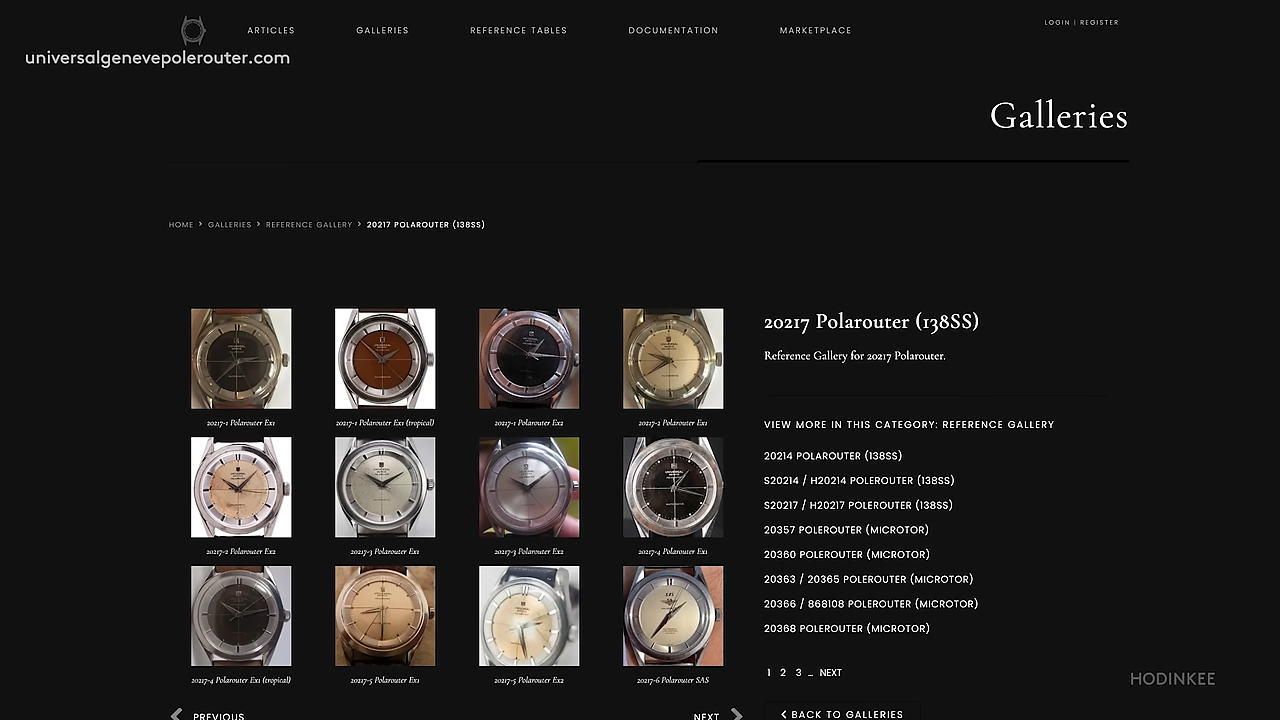 ARTICLES
GALLERIES
REFERENCE TABLES
DOCUMENTATION
MARKETPLACE
LOGIN | REGISTER
universalgenevepolerouter.com
Galleries
HOME > GALLERIES > REFERENCE GALLERY > 20217 POLAROUTER (138SS)
20217-1 Polarouter Ex1
20217-1 Polarouter Ex1 (tropical)
20217-1 Polarouter Ex2
20217-2 Polarouter Ex1
20217-2 Polarouter Ex2
20217-3 Polarouter Ex1
20217-3 Polarouter Ex2
20217-4 Polarouter Ex1
20217-4 Polarouter Ex1 (tropical)
20217-5 Polarouter Ex1
20217-5 Polarouter Ex2
20217-6 Polarouter SAS
PREVIOUS
NEXT
20217 Polarouter (138SS)
Reference Gallery for 20217 Polarouter.
VIEW MORE IN THIS CATEGORY: REFERENCE GALLERY
20214 POLAROUTER (138SS)
S20214 / H20214 POLEROUTER (138SS)
S20217 / H20217 POLEROUTER (138SS)
20357 POLEROUTER (MICROTOR)
20360 POLEROUTER (MICROTOR)
20363 / 20365 POLEROUTER (MICROTOR)
20366 / 868108 POLEROUTER (MICROTOR)
20368 POLEROUTER (MICROTOR)
1 2 3 ... NEXT
< BACK TO GALLERIES
HODINKEE